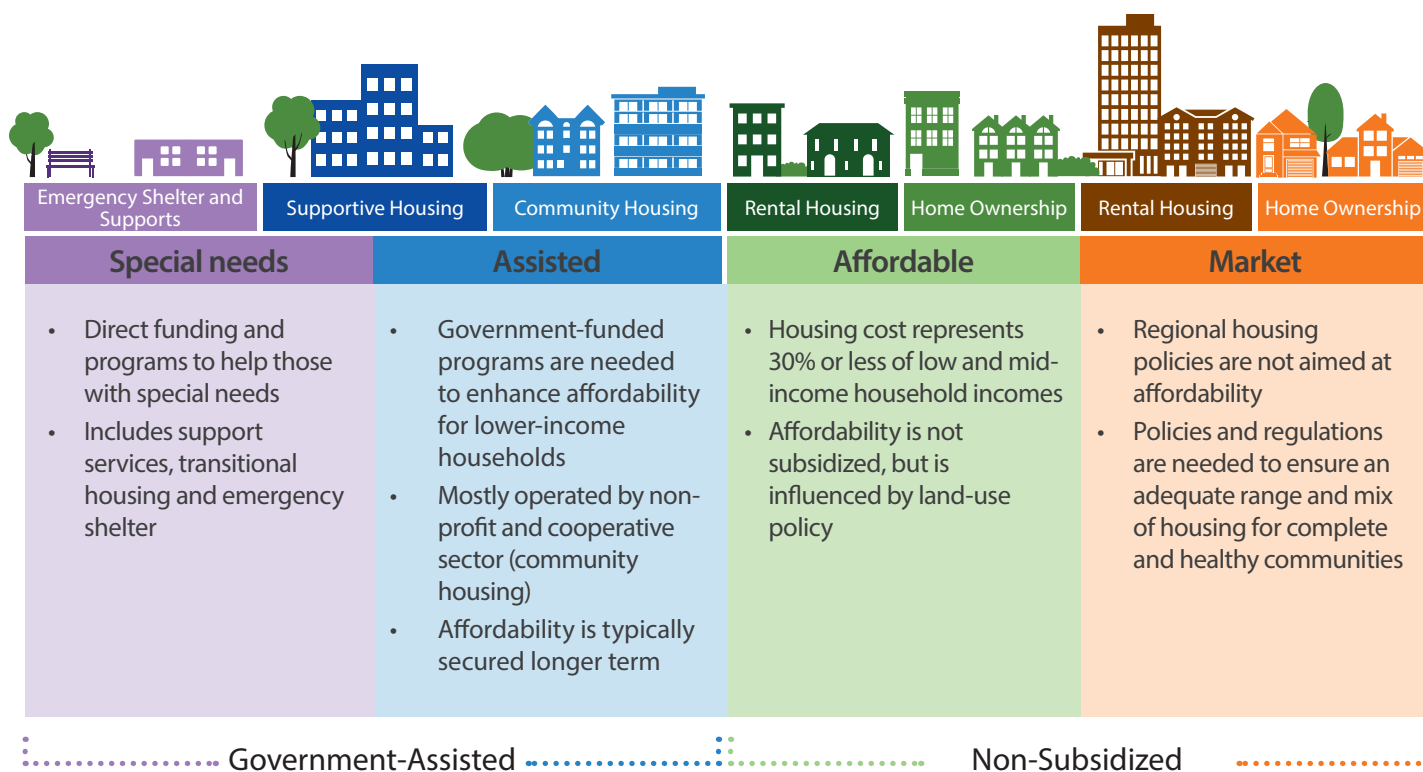 Emergency Shelter and
Supports
Supportive Housing
Community Housing
Rental Housing
Home Ownership
Rental Housing
Home Ownership
Special needs
Assisted
Affordable
Market
• Direct funding and
programs to help those
with special needs
• Includes support
services, transitional
housing and emergency
shelter
• Government-funded
programs are needed
to enhance affordability
for lower-income
households
• Mostly operated by non-
profit and cooperative
sector (community
housing)
• Affordability is typically
secured longer term
• Housing cost represents
30% or less of low and mid-
income household incomes
• Affordability is not
subsidized, but is
influenced by land-use
policy
• Regional housing
policies are not aimed at
affordability
• Policies and regulations
are needed to ensure an
adequate range and mix
of housing for complete
and healthy communities
Government-Assisted
Non-Subsidized